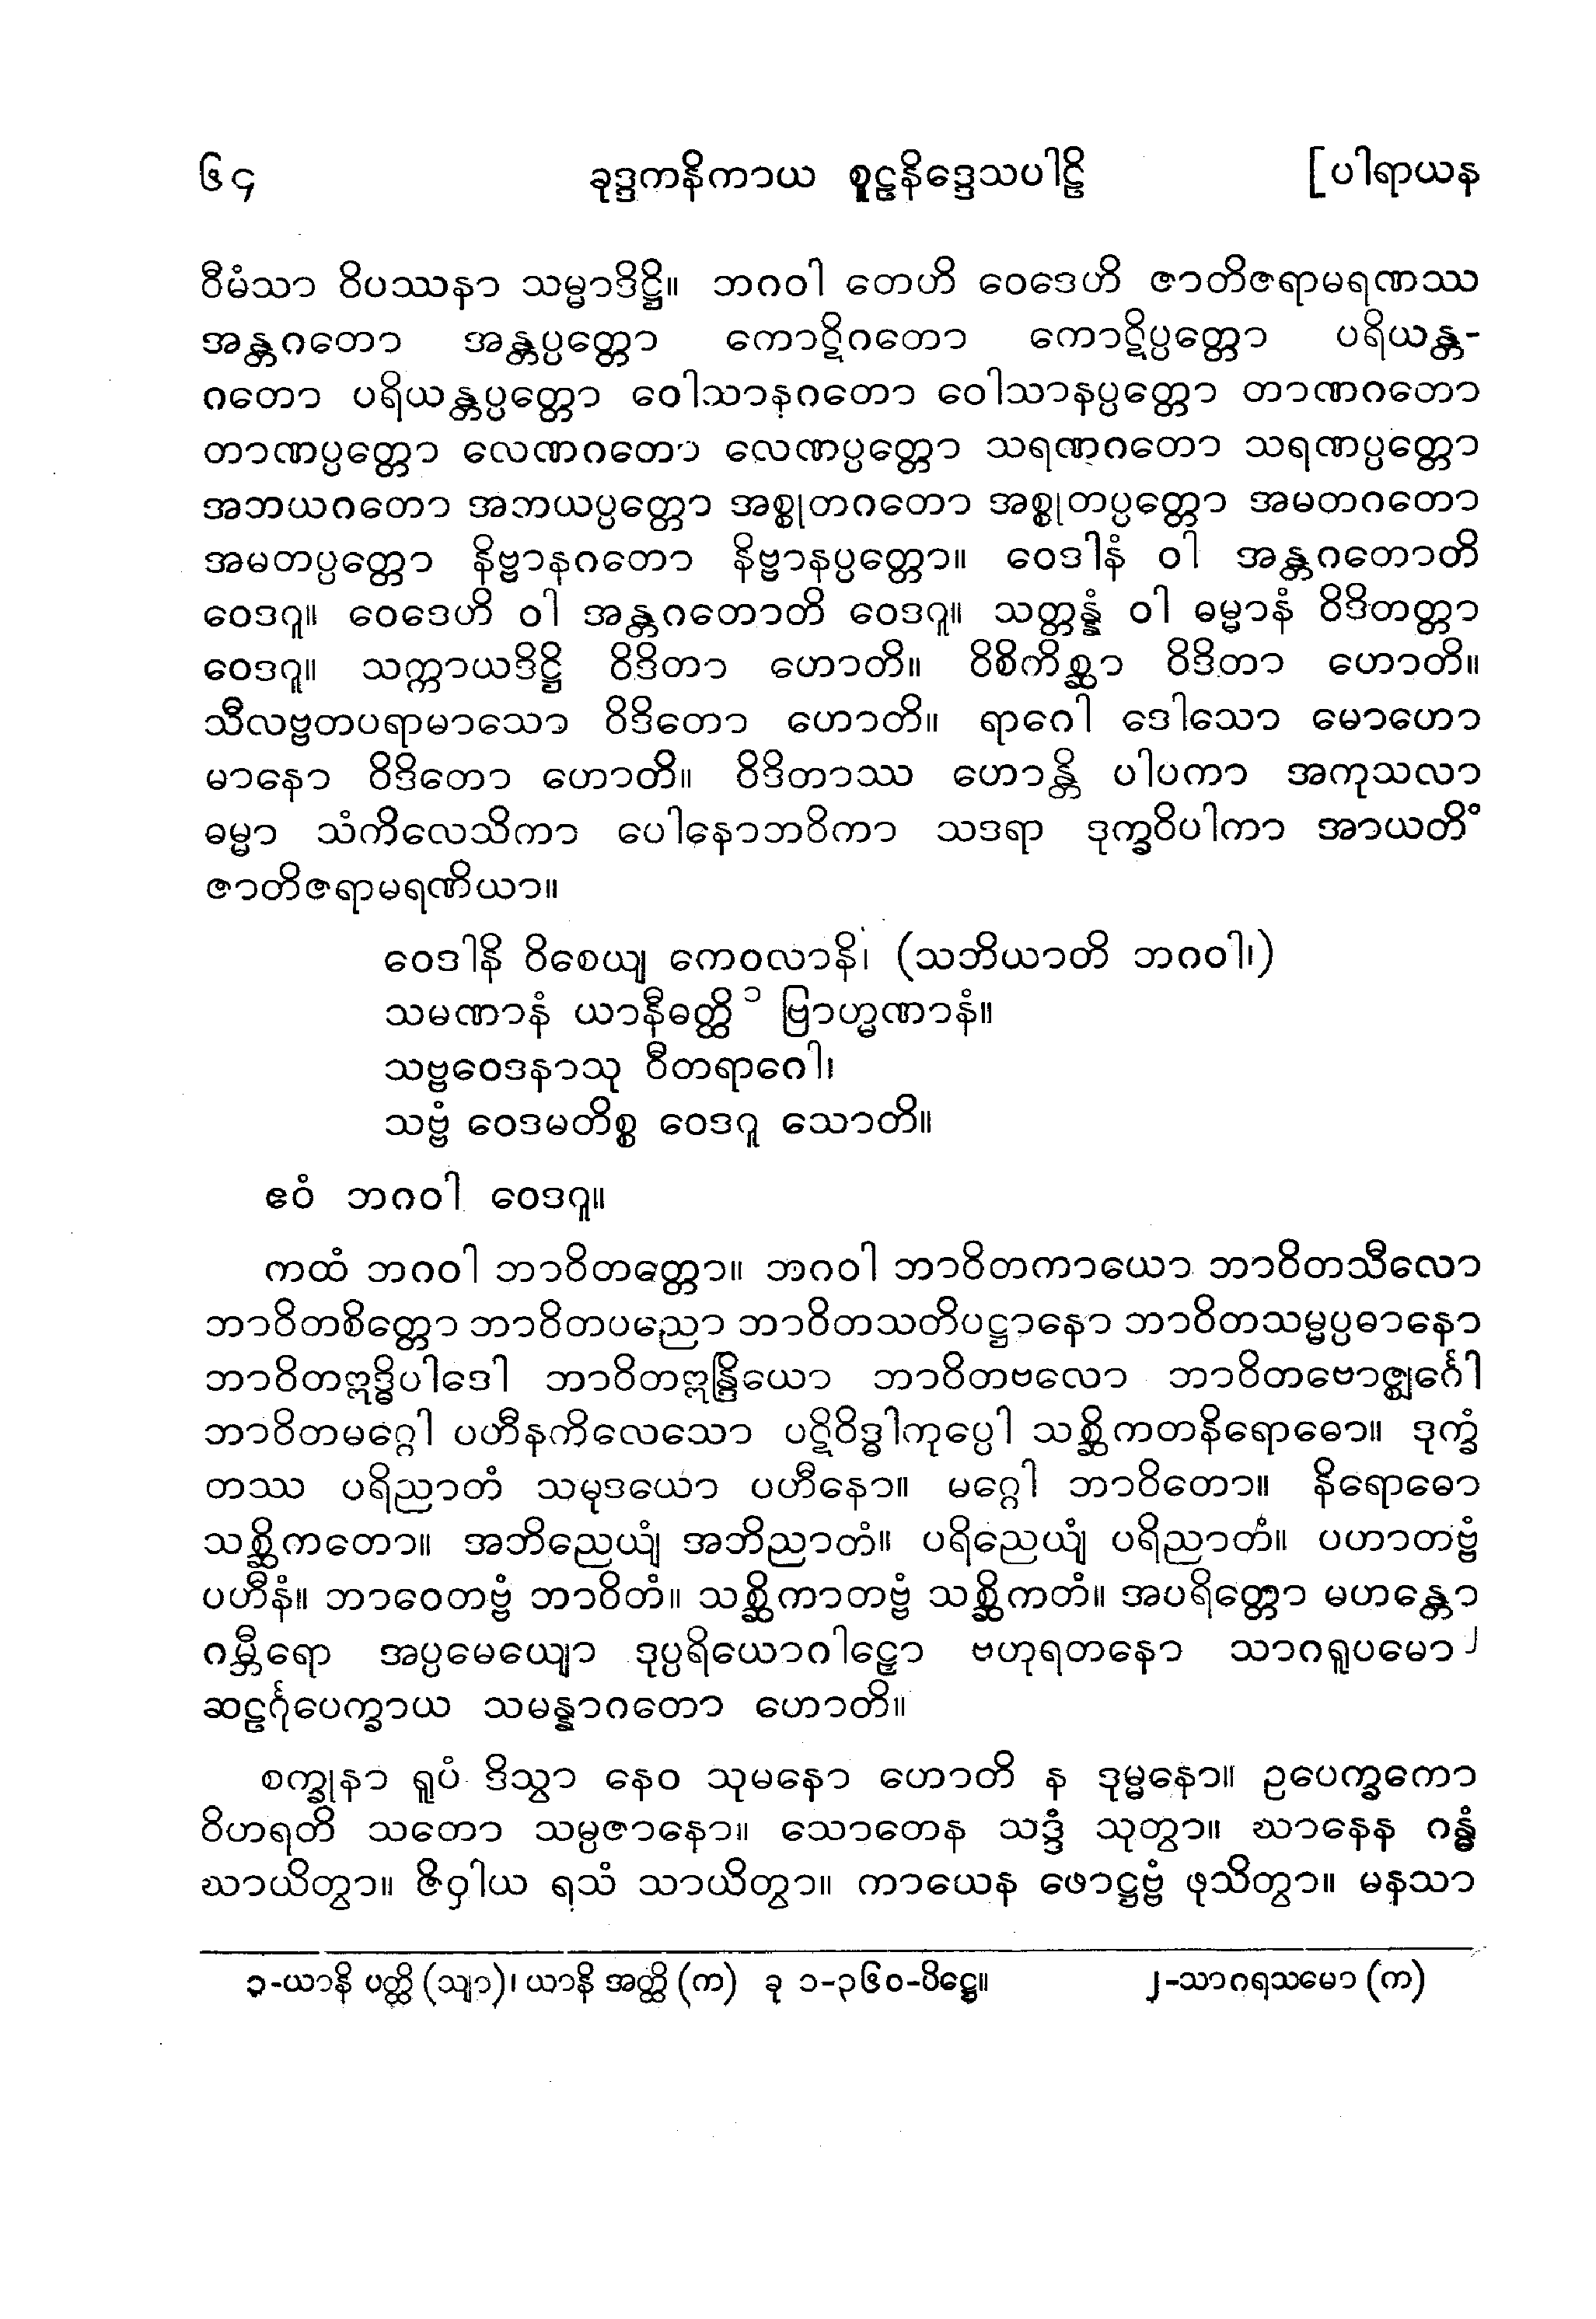 ၆၄ ခုဒ္ဒကနိကာယ စူဠနိဒ္ဒေသပါဠိ [ပါရာယန
ဝီမံသာ ဝိပဿနာ သမ္မာဒိဋ္ဌိ။ ဘဂဝါ တေဟိ ဝေဒေဟိ ဇာတိဇရာမရဏဿ
အန္တဂတော အန္တပ္ပတ္တော ကောဋိဂတော ကောဋိပ္ပတ္တော ပရိယန္တ-
ဂတော ပရိယန္တပ္ပတ္တော ဝေါသာနဂတော ဝေါသာနပ္ပတ္တော တာဏဂတော
တာဏပ္ပတ္တော လေဏဂတော လေဏပ္ပတ္တော သရဏဂတော သရဏပ္ပတ္တော
အဘယဂတော အဘယပ္ပတ္တော အစ္စုတဂတော အစ္စုတပ္ပတ္တော အမတဂတော
အမတပ္ပတ္တော နိဗ္ဗာနဂတော နိဗ္ဗာနပ္ပတ္တော။ ဝေဒါနံ ဝါ အန္တဂတောတိ
ဝေဒဂူ။ ဝေဒေဟိ ဝါ အန္တဂတောတိ ဝေဒဂူ။ သတ္တန္နံ ဝါ ဓမ္မာနံ ဝိဒိတတ္တာ
ဝေဒဂူ။ သက္ကာယဒိဋ္ဌိ ဝိဒိတာ ဟောတိ။ ဝိစိကိစ္ဆာ ဝိဒိတာ ဟောတိ။
သီလဗ္ဗတပရာမာသော ဝိဒိတော ဟောတိ။ ရာဂေါ ဒေါသော မောဟော
မာနော ဝိဒိတော ဟောတိ။ ဝိဒိတာဿ ဟောန္တိ ပါပကာ အကုသလာ
ဓမ္မာ သံကိလေသိကာ ပေါနောဘဝိကာ သဒရာ ဒုက္ခဝိပါကာ အာယတိံ
ဇာတိဇရာမရဏိယာ။
ဝေဒါနိ ဝိစေယျ ကေဝလာနိ၊ (သဘိယာတိ ဘဂဝါ၊)
သမဏာနံ ယာနီဓတ္ထိ ၁ ဗြာဟ္မဏာနံ။
သဗ္ဗဝေဒနာသု ဝီတရာဂေါ၊
သဗ္ဗံ ဝေဒမတိစ္စ ဝေဒဂူ သောတိ။
ဧဝံ ဘဂဝါ ဝေဒဂူ။
ကထံ ဘဂဝါ ဘာဝိတတ္တော။ ဘဂဝါ ဘာဝိတကာယော ဘာဝိတသီလော
ဘာဝိတစိတ္တော ဘာဝိတပညော ဘာဝိတသတိပဋ္ဌာနော ဘာဝိတသမ္မပ္ပဓာနော
ဘာဝိတဣဒ္ဓိပါဒေါ ဘာဝိတဣန္ဒြိယော ဘာဝိတဗလော ဘာဝိတဗောဇ္ဈင်္ဂေါ
ဘာဝိတမဂ္ဂေါ ပဟီနကိလေသော ပဋိဝိဒ္ဓါကုပ္ပေါ သစ္ဆိကတနိရောဓော။ ဒုက္ခံ
တဿ ပရိညာတံ သမုဒယော ပဟီနော။ မဂ္ဂေါ ဘာဝိတော။ နိရောဓော
သစ္ဆိကတော။ အဘိညေယျံ အဘိညာတံ။ ပရိညေယျံ ပရိညာတံ။ ပဟာတဗ္ဗံ
ပဟီနံ။ ဘာဝေတဗ္ဗံ ဘာဝိတံ။ သစ္ဆိကာတဗ္ဗံ သစ္ဆိကတံ။ အပရိတ္တော မဟန္တော
ဂမ္ဘီရော အပ္ပမေယျော ဒုပ္ပရိယောဂါဠှော ဗဟုရတနော သာဂရူပမော ၂
ဆဠင်္ဂုပေက္ခာယ သမန္နာဂတော ဟောတိ။
စက္ခုနာ ရူပံ ဒိသွာ နေဝ သုမနော ဟောတိ န ဒုမ္မနော။ ဥပေက္ခကော
ဝိဟရတိ သတော သမ္ပဇာနော။ သောတေန သဒ္ဒံ သုတွာ။ ဃာနေန ဂန္ဓံ
ဃာယိတွာ။ ဇိဝှါယ ရသံ သာယိတွာ။ ကာယေန ဖောဋ္ဌဗ္ဗံ ဖုသိတွာ။ မနသာ
၁-ယာနိ ပတ္ထိ (သျာ)၊ ယာနိ အတ္ထိ (က) ခု ၁-၃၆၀-ပိဋ္ဌေ။ ၂-သာဂရသမော (က)